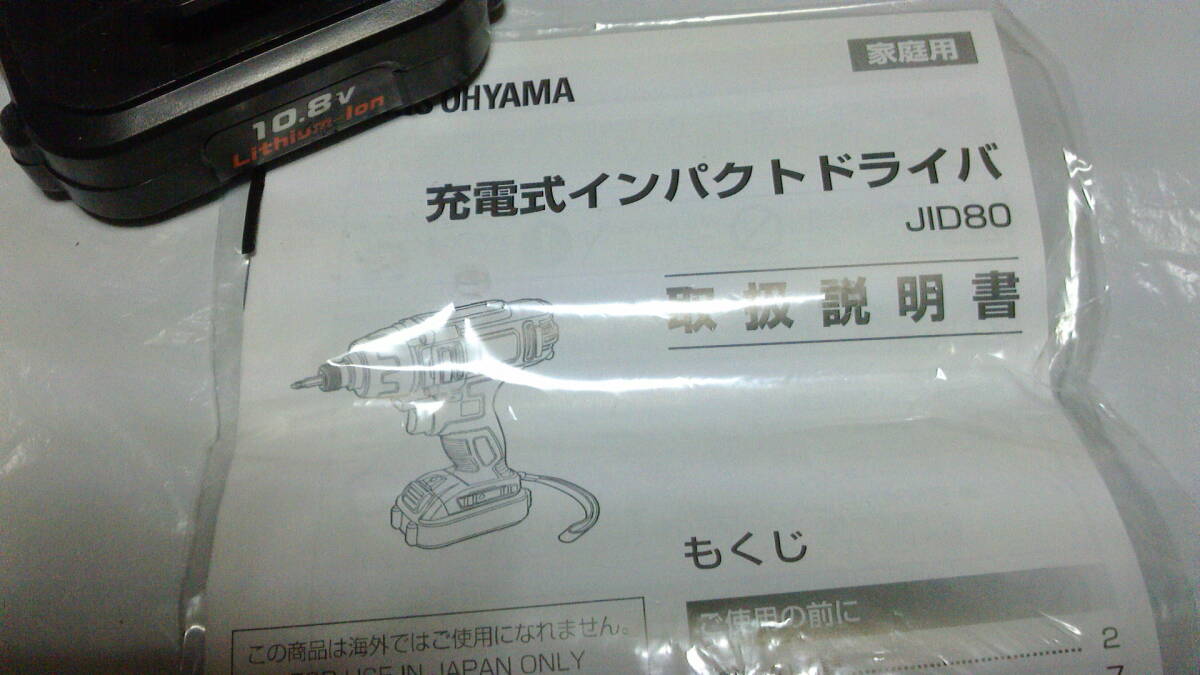 10.8V
Lithium-Ion
家庭用
OHYAMA
充電式インパクトドライバ
JID80
取扱説明書
もくじ
ご使用の前に
2
7
この商品は海外ではご使用になれません。
FOR USE IN JAPAN ONLY